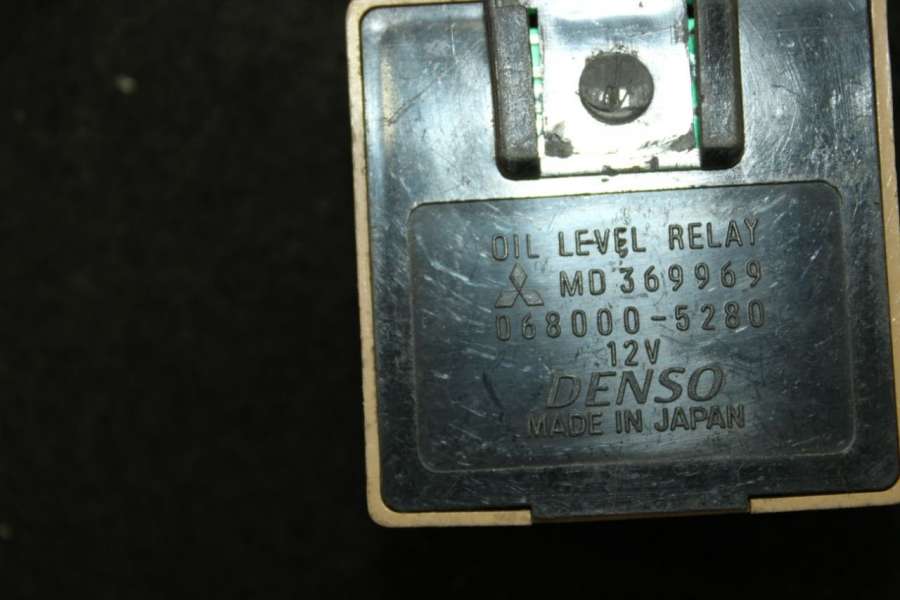 OIL LEVEL RELAY
MD369969
068000-5280
12V
DENSO
MADE IN JAPAN